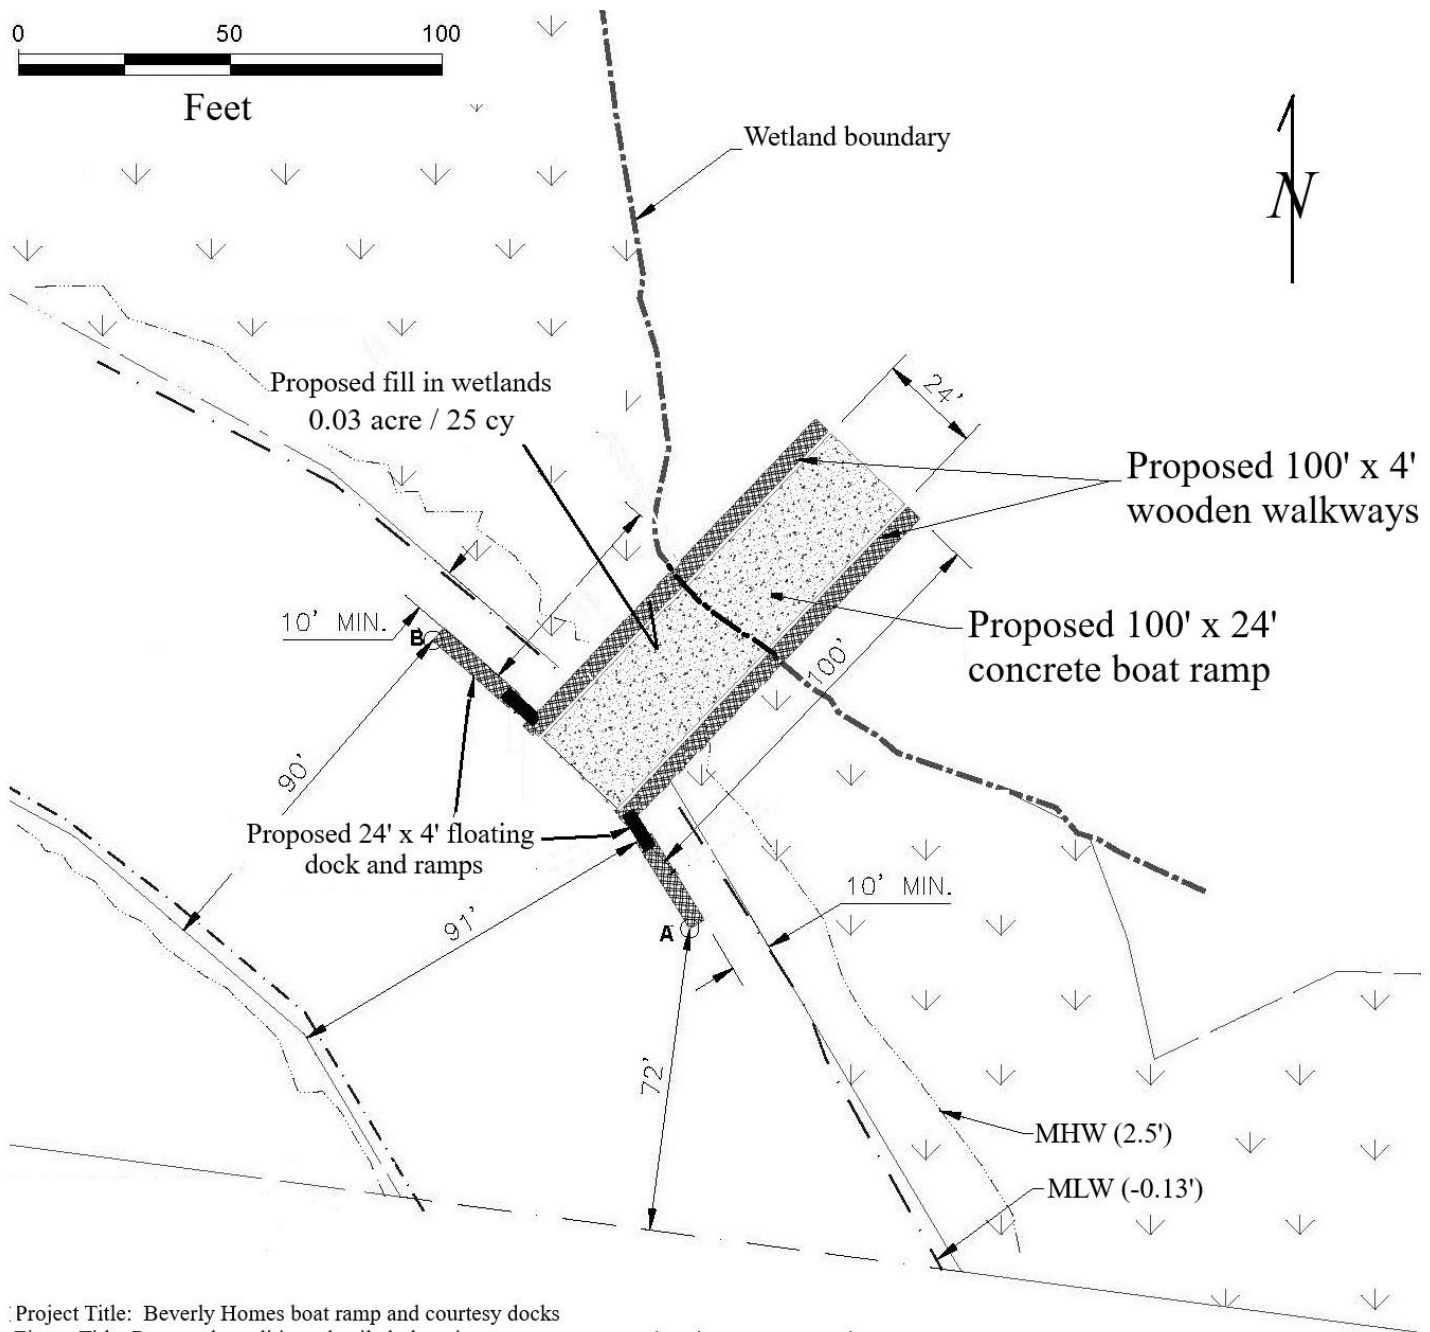 0 50 100
Feet
Wetland boundary
N
24'
Proposed fill in wetlands
0.03 acre / 25 cy
Proposed 100' x 4'
wooden walkways
10' MIN.
B
Proposed 100' x 24'
concrete boat ramp
100'
90'
Proposed 24' x 4' floating
dock and ramps
10' MIN.
91'
A
72'
MHW (2.5')
MLW (-0.13')
Project Title: Beverly Homes boat ramp and courtesy docks